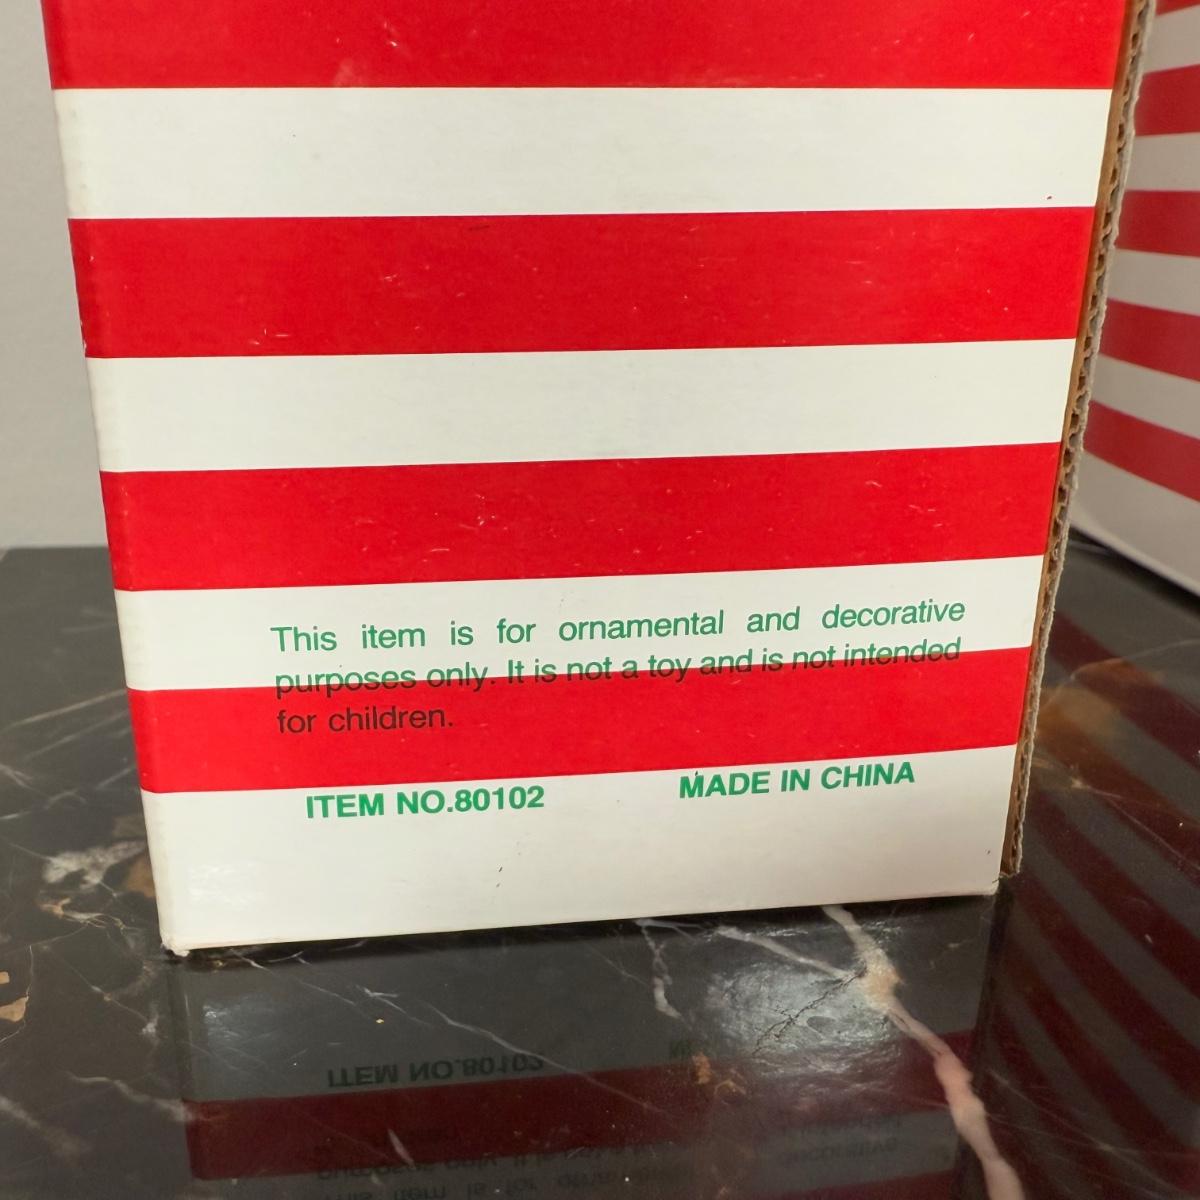 This item is for ornamental and decorative
purposes only. It is not a toy and is not intended
for children.
ITEM NO.80102 MADE IN CHINA